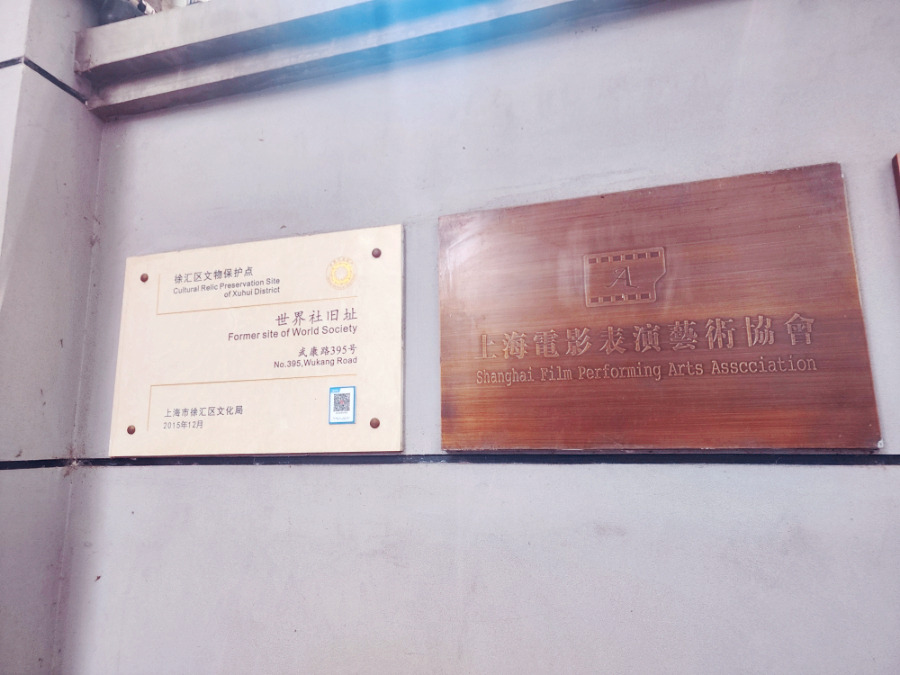 徐汇区文物保护点
Cultural Relic Preservation Site
of Xuhui District
世界社旧址
Former site of World Society
武康路395号
No.395,Wukang Road
上海市徐汇区文化局
2015年12月
A
上海電影表演藝術協會
Shanghai Film Performing Arts Asscciation